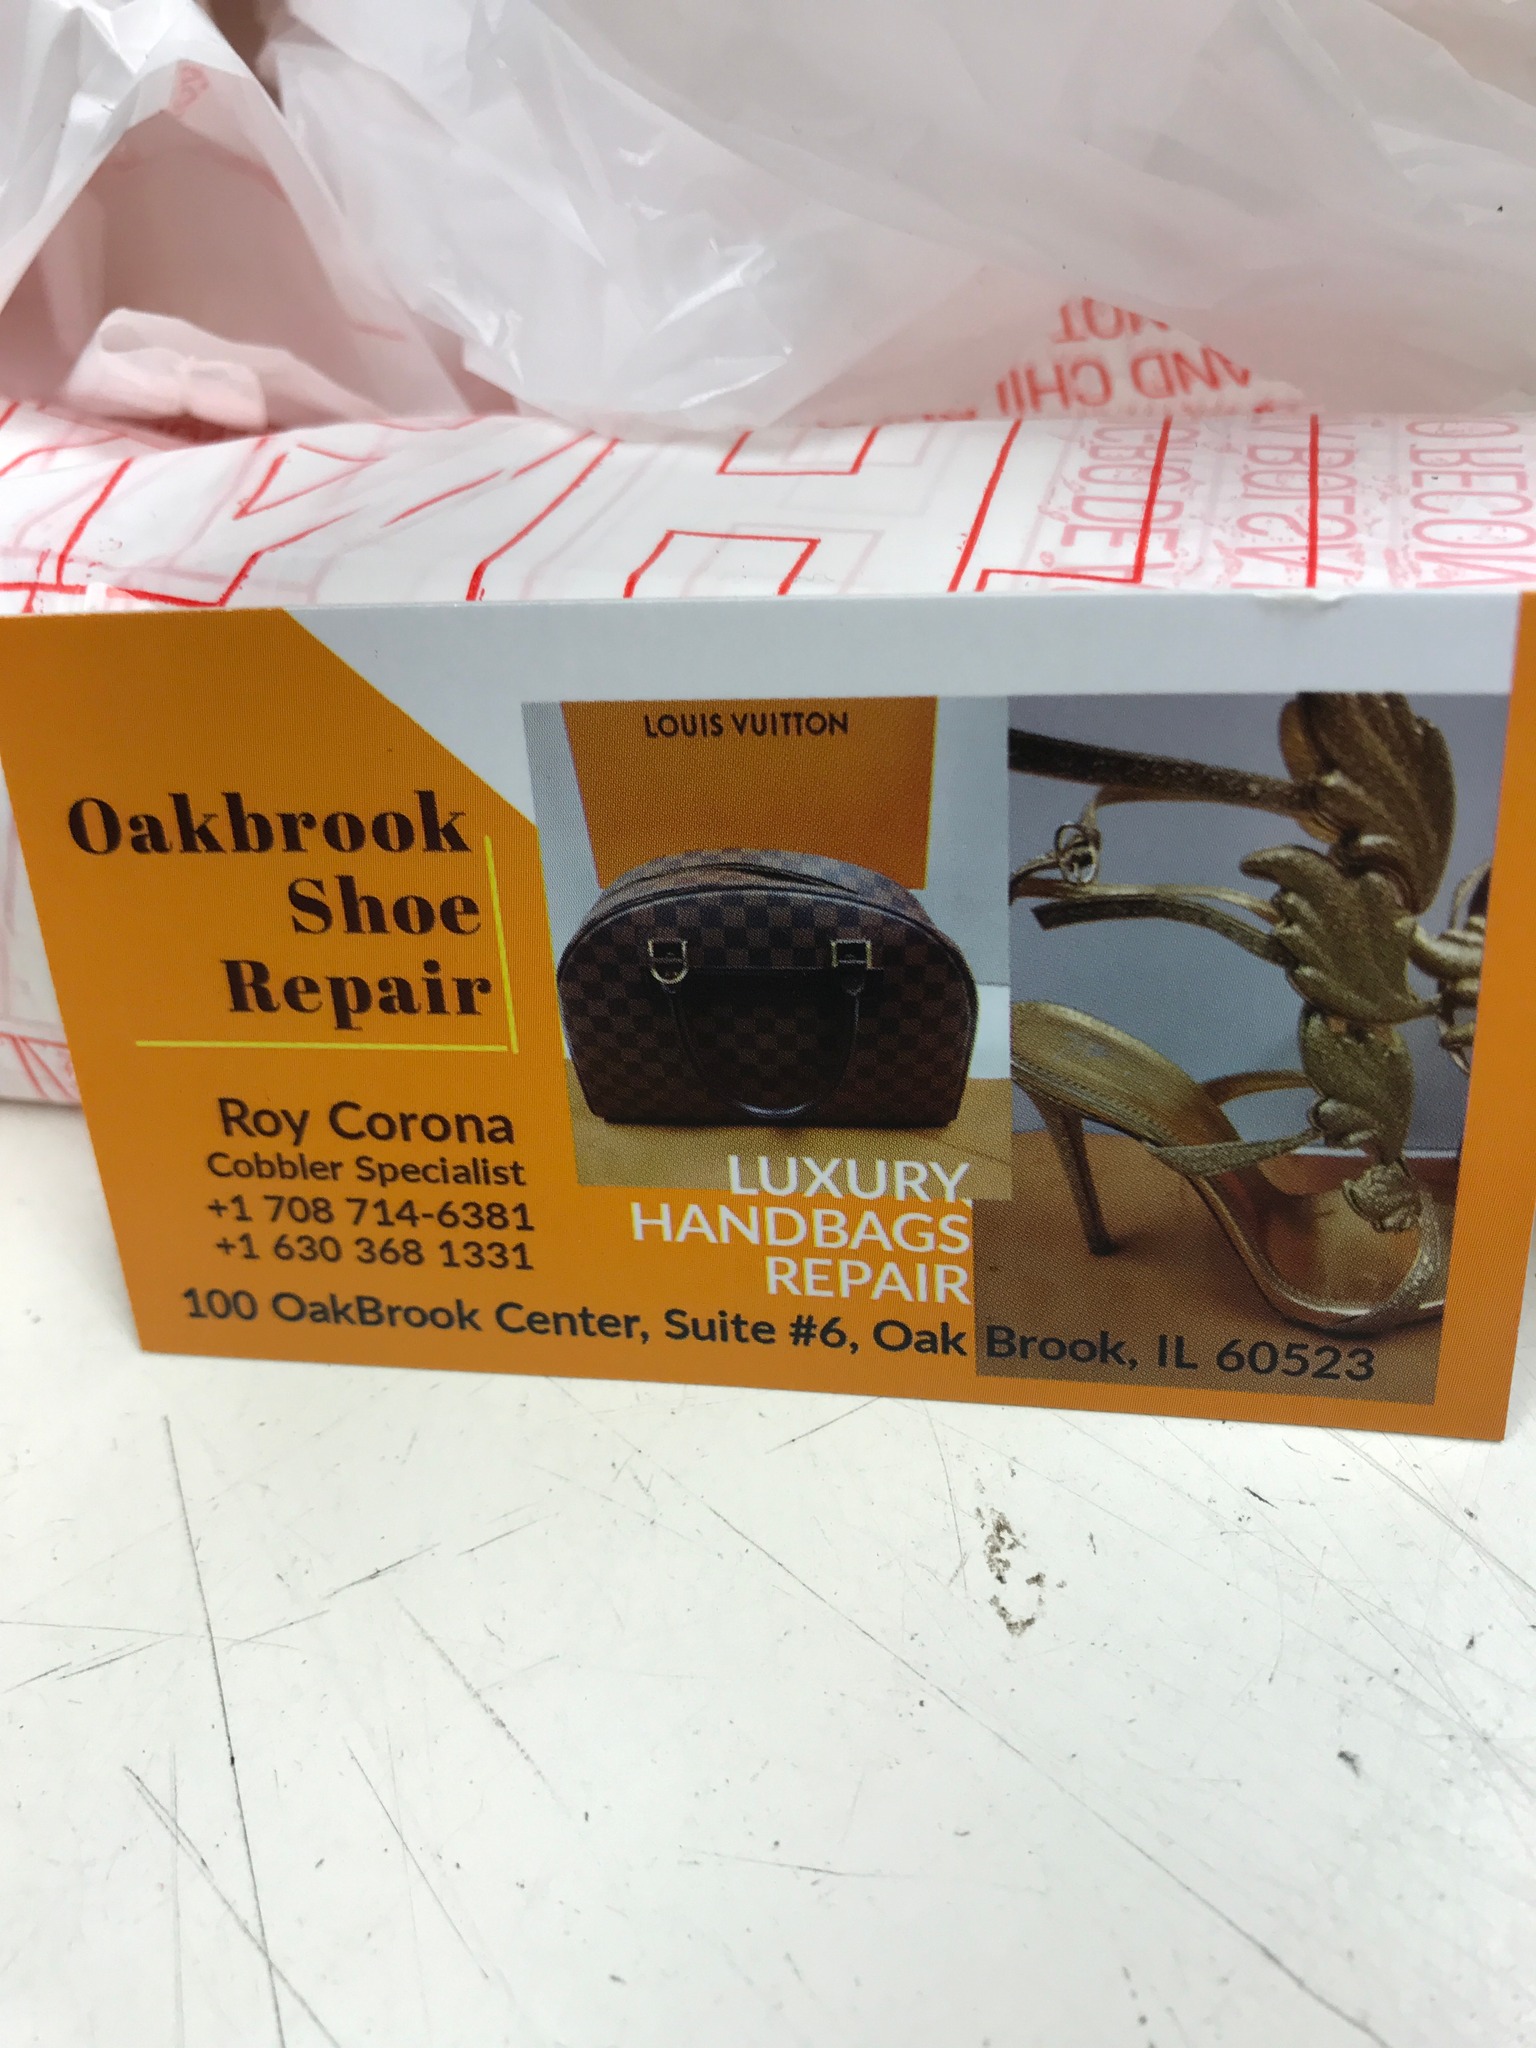 LOUIS VUITTON
Oakbrook
Shoe
Repair
Roy Corona
Cobbler Specialist
+1 708 714-6381
+1 630 368 1331
LUXURY
HANDBAGS
REPAIR
100 OakBrook Center, Suite #6, Oak Brook, IL 60523